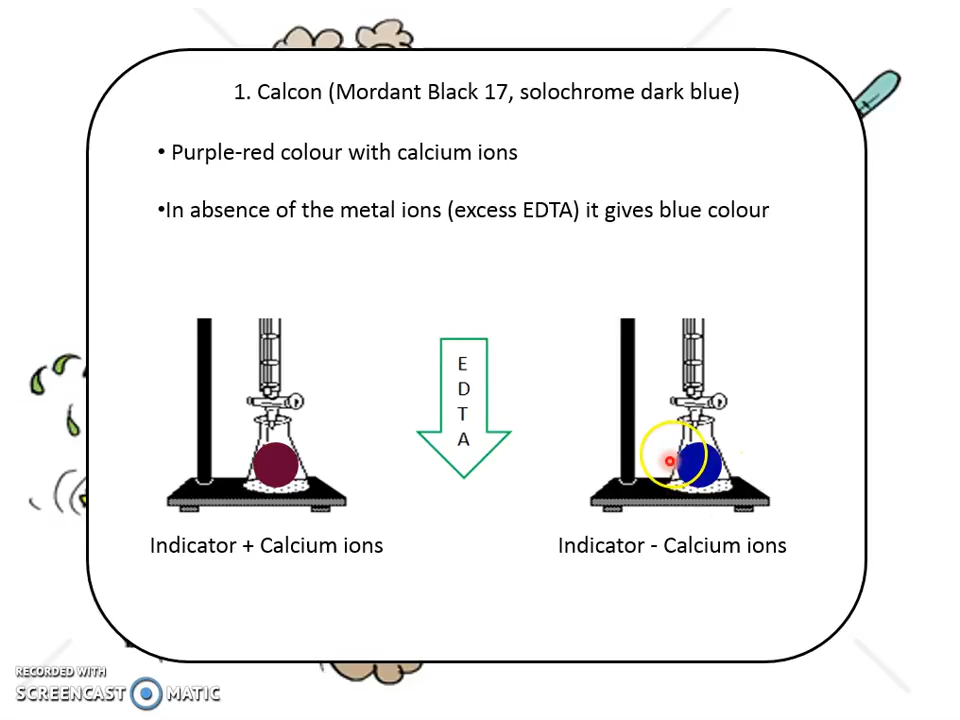 1. Calcon (Mordant Black 17, solochrome dark blue)
• Purple-red colour with calcium ions
•In absence of the metal ions (excess EDTA) it gives blue colour
E
D
T
A
Indicator + Calcium ions
Indicator - Calcium ions
RECORDED WITH
SCREENCAST MATIC